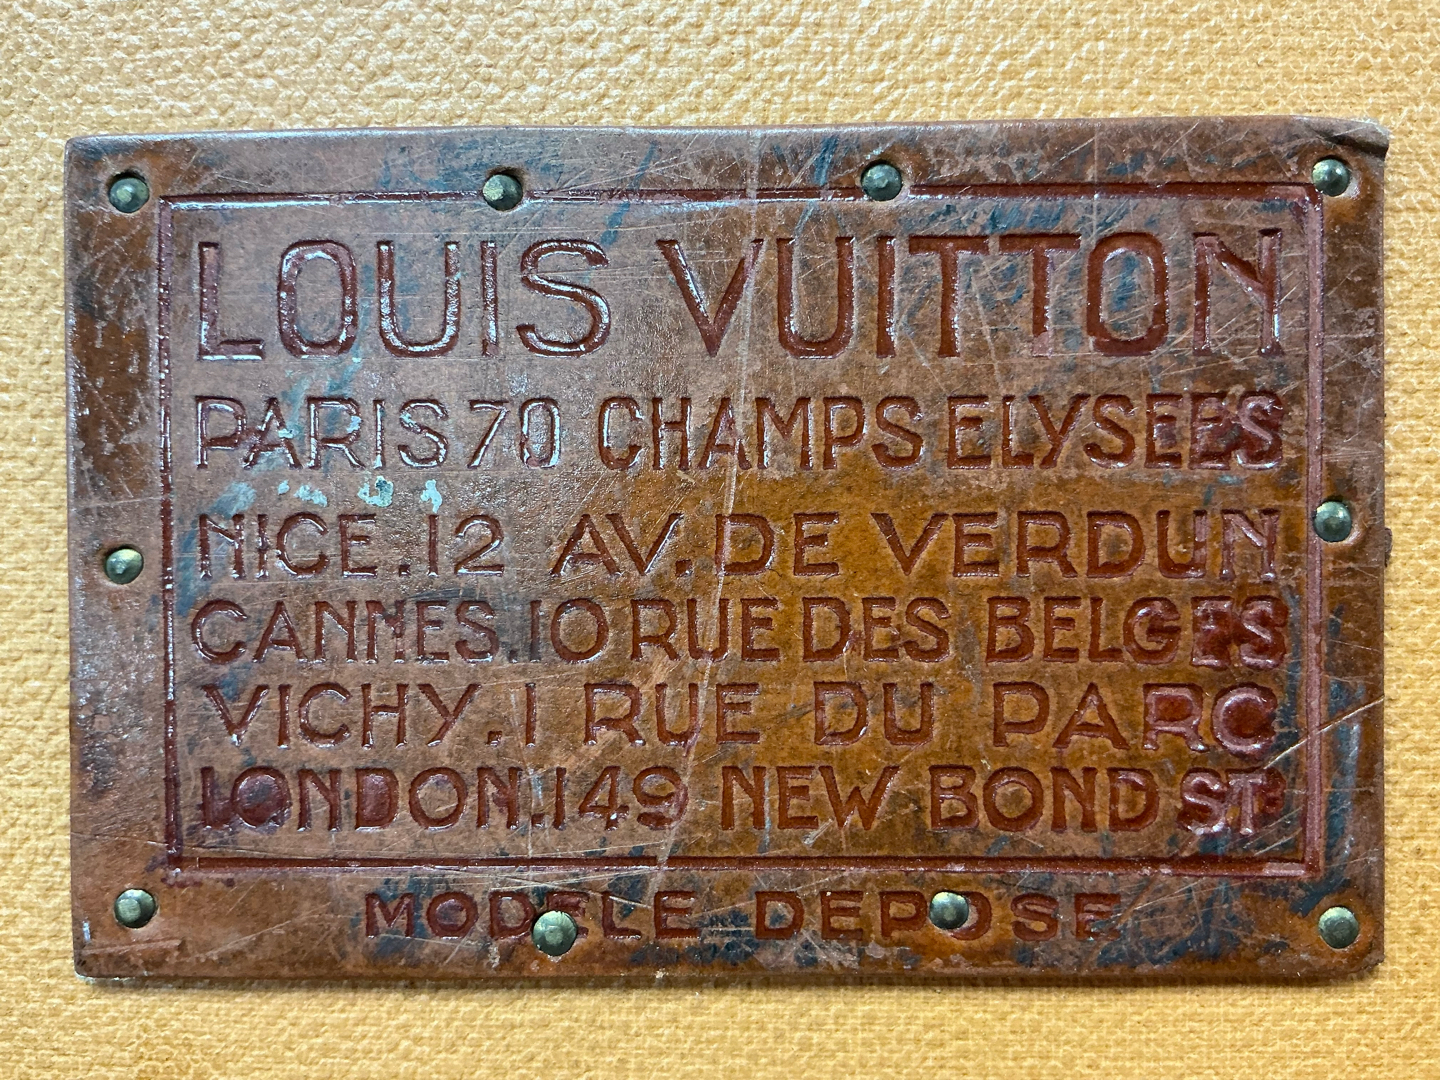 LOUIS VUITTON
PARIS 70 CHAMPS ELYSEES
NICE.12 AV. DE VERDUN
CANNES.10 RUE DES BELGES
VICHY.1 RUE DU PARC
LONDON.149 NEW BOND ST
MODELE DEPOSE